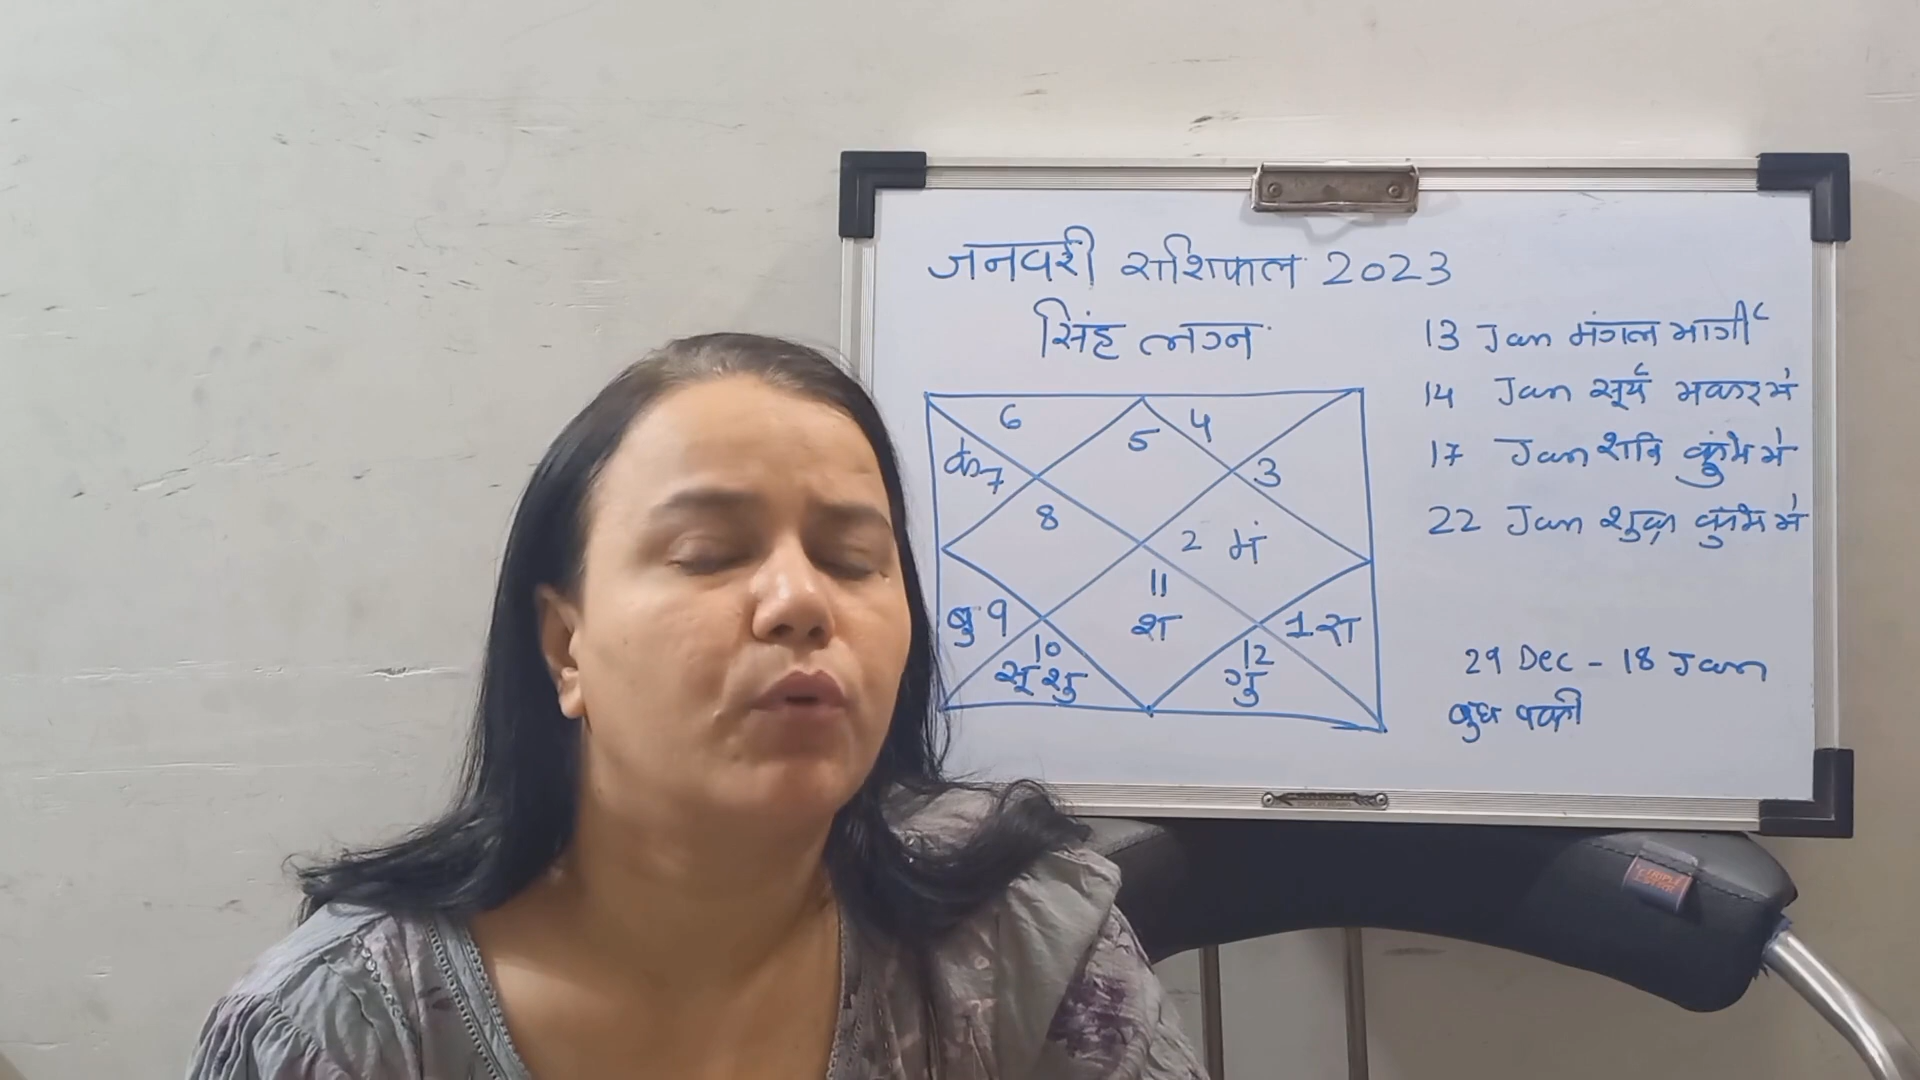 जनवरी राशिफल 2023
सिंह लग्न
13 Jan मंगल मार्गी
14 Jan सूर्य मकर में
17 Jan शनि कुंभ में
22 Jan शुक्र कुंभ में
29 Dec - 18 Jan
बुध वक्री
6
5
4
के 7
3
8
2 मं
11
श
बु 9
10
सू शु
12
गु
1 रा